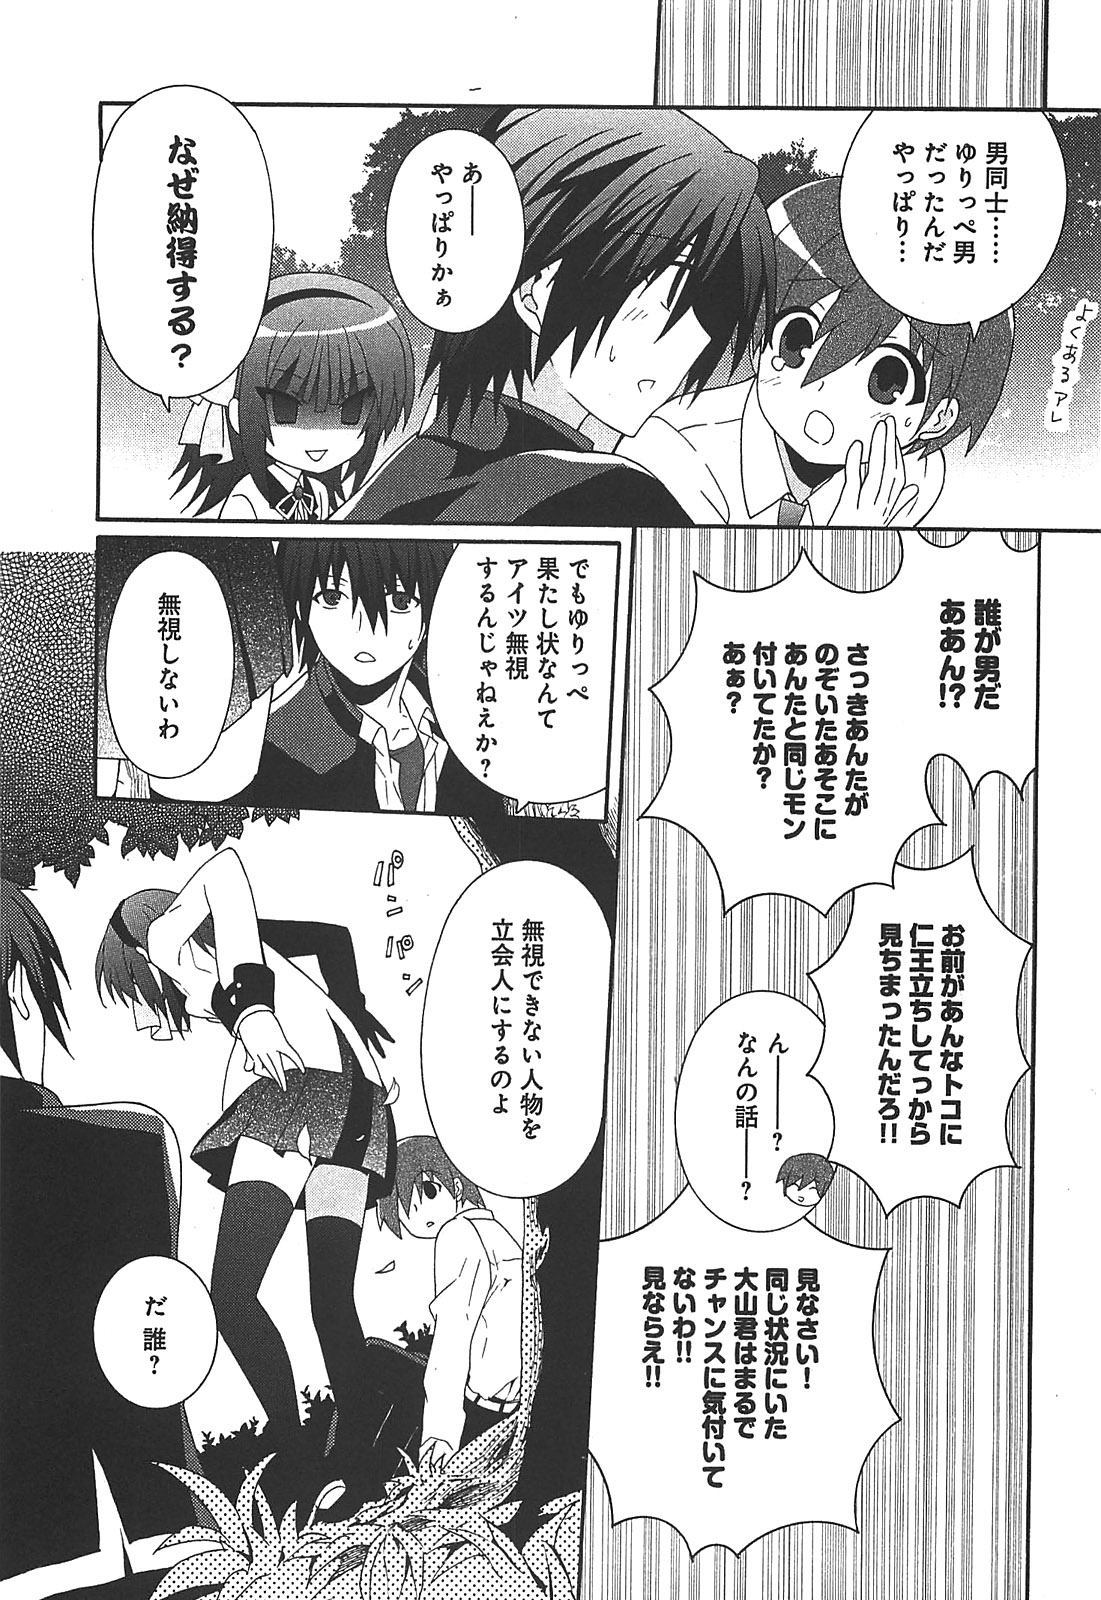 男同士……
ゆりっぺ男
だったんだ
やっぱり…
よくあるアレ
あ――
やっぱりかぁ
なぜ納得する？
誰が男だ
ああん!?
さっきあんたが
のぞいたあそこに
あんたと同じモン
付いてたか？
あぁ？
お前があんなトコに
仁王立ちしてっから
見ちまったんだろ!!
ん――？
なんの話――？
見なさい！
同じ状況にいた
大山君はまるで
チャンスに気付いて
ないわ!!
見ならえ!!
でもゆりっぺ
果たし状なんて
アイツ無視
するんじゃねえか？
無視しないわ
無視できない人物を
立会人にするのよ
パン
パン
だ 誰？